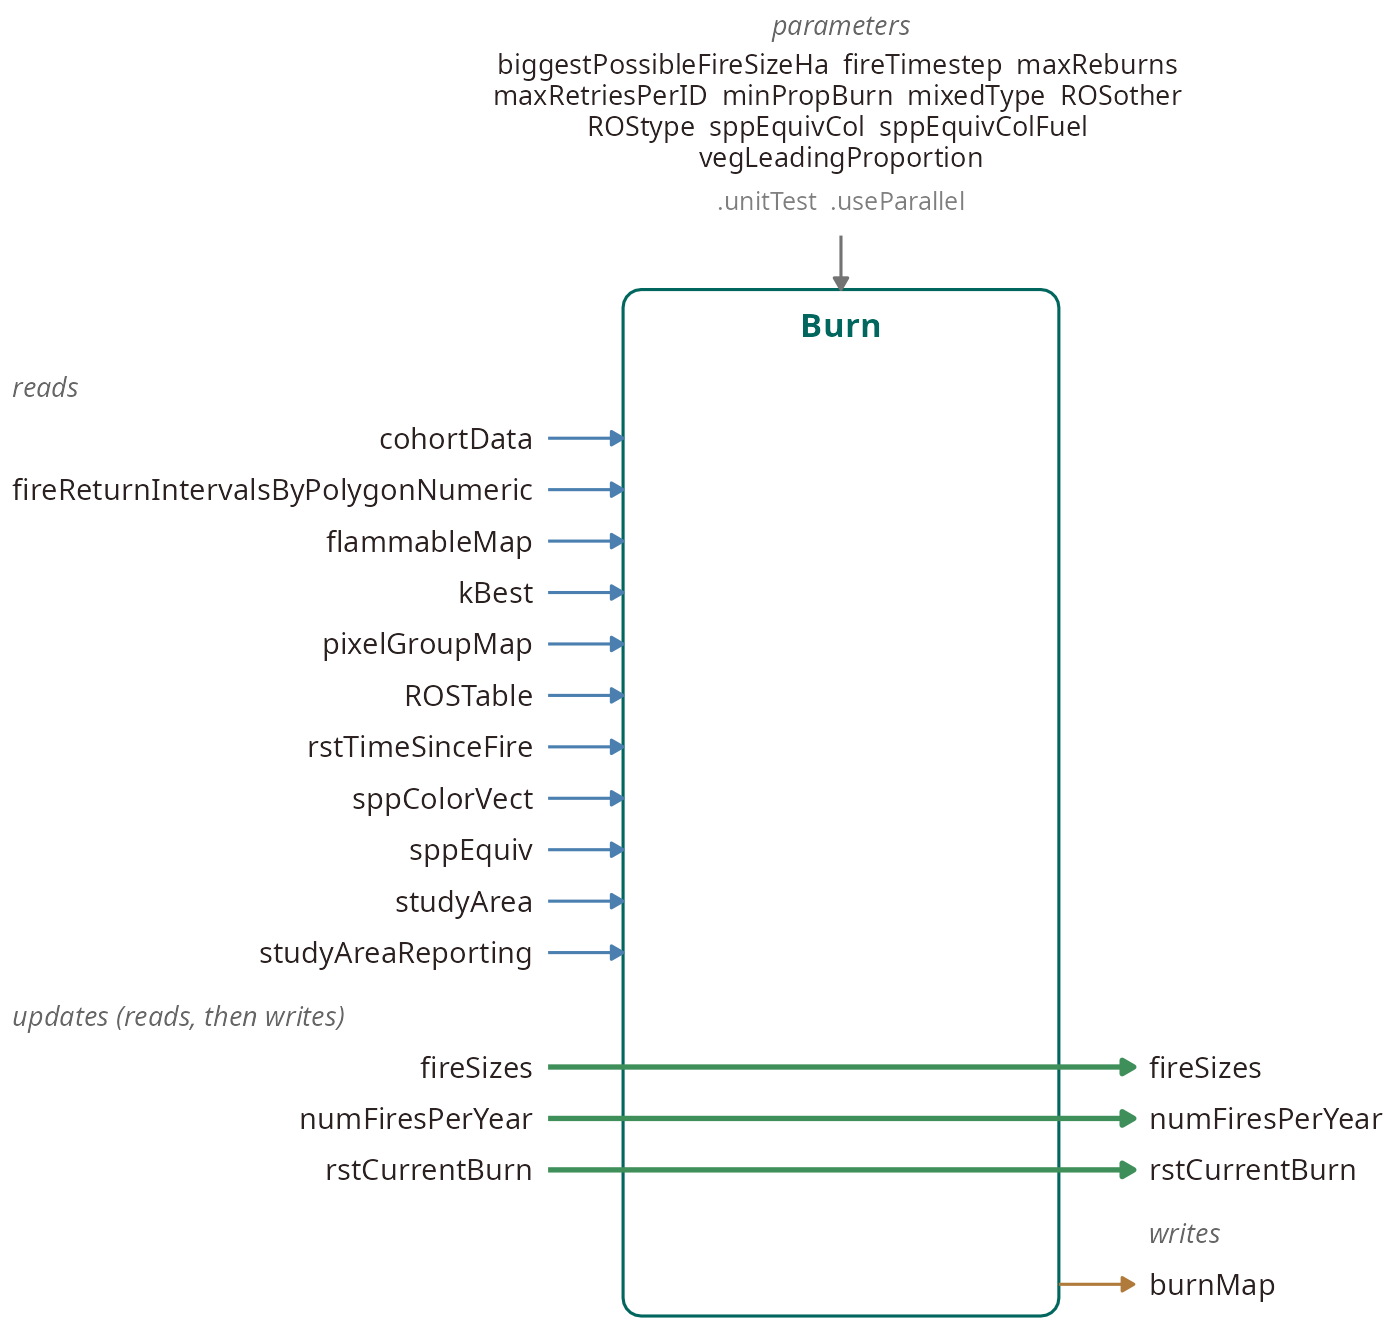 parameters
biggestPossibleFireSizeHa fireTimestep maxReburns
maxRetriesPerID minPropBurn mixedType ROSother
ROStype sppEquivCol sppEquivColFuel
vegLeadingProportion
.unitTest .useParallel
Burn
reads
cohortData
fireReturnIntervalsByPolygonNumeric
flammableMap
kBest
pixelGroupMap
ROSTable
rstTimeSinceFire
sppColorVect
sppEquiv
studyArea
studyAreaReporting
updates (reads, then writes)
fireSizes fireSizes
numFiresPerYear numFiresPerYear
rstCurrentBurn rstCurrentBurn
writes
burnMap